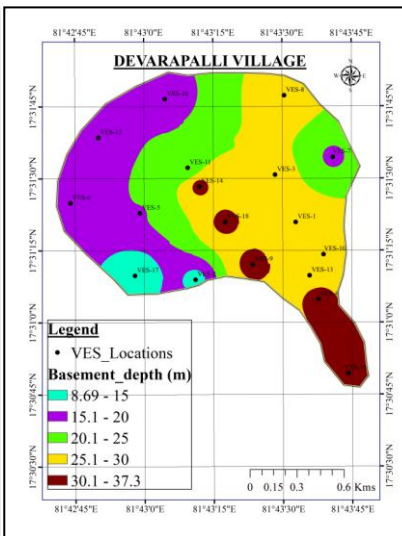 81°42'45"E 81°43'0"E 81°43'15"E 81°43'30"E 81°43'45"E
DEVARAPALLI VILLAGE
N
W E
S
VES-8
17°31'45"N 17°31'45"N
VES-12
17°31'30"N 17°31'30"N
VES-3
VES-14
VES-5
VES-18
VES-1
17°31'15"N 17°31'15"N
VES-9
VES-13
VES-17
17°31'0"N 17°31'0"N
Legend
VES_Locations
Basement_depth (m)
8.69 - 15
15.1 - 20
20.1 - 25
25.1 - 30
30.1 - 37.3
17°30'45"N 17°30'45"N
17°30'30"N 17°30'30"N
0 0.15 0.3 0.6 Kms
81°42'45"E 81°43'0"E 81°43'15"E 81°43'30"E 81°43'45"E